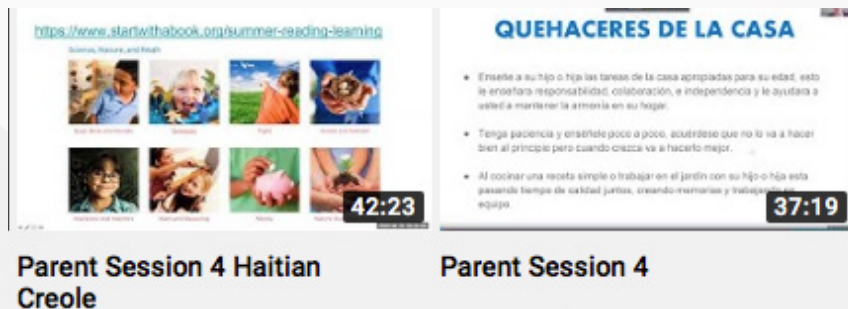 https://www.startwithabook.org/summer-reading-learning
Science, Nature, and Math
Money
42:23
Parent Session 4 Haitian
Creole
QUEHACERES DE LA CASA
• Enseñe a su hijo o hija las tareas de la casa apropiadas para su edad, esto
le enseñara responsabilidad, colaboración, e independencia y le ayudara a
usted a mantener la armonía en su hogar.
• Tenga paciencia y enséñele poco a poco, acuérdese que no lo va a hacer
bien al principio pero cuando crezca va a hacerlo mejor.
• Al cocinar una receta simple o trabajar en el jardín con su hijo o hija esta
pasando tiempo de calidad juntos, creando memorias y trabajando en
equipo.
37:19
Parent Session 4